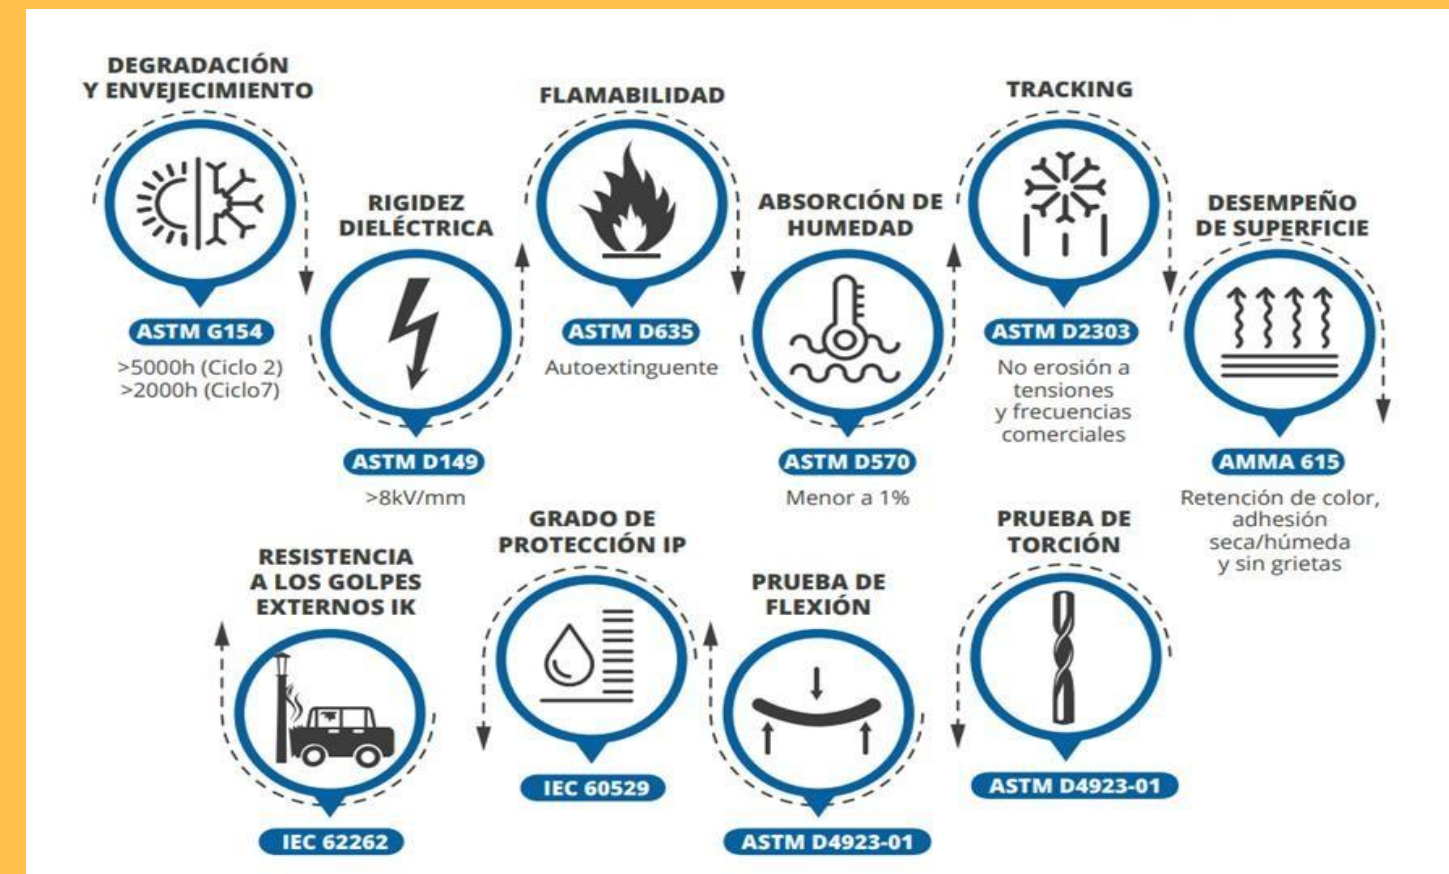 DEGRADACIÓN
Y ENVEJECIMIENTO
ASTM G154
>5000h (Ciclo 2)
>2000h (Ciclo7)
RIGIDEZ
DIELÉCTRICA
ASTM D149
>8kV/mm
FLAMABILIDAD
ASTM D635
Autoextinguente
ABSORCIÓN DE
HUMEDAD
ASTM D570
Menor a 1%
TRACKING
ASTM D2303
No erosión a
tensiones
y frecuencias
comerciales
DESEMPEÑO
DE SUPERFICIE
AMMA 615
Retención de color,
adhesión
seca/húmeda
y sin grietas
RESISTENCIA
A LOS GOLPES
EXTERNOS IK
IEC 62262
GRADO DE
PROTECCIÓN IP
IEC 60529
PRUEBA DE
FLEXIÓN
ASTM D4923-01
PRUEBA DE
TORCIÓN
ASTM D4923-01